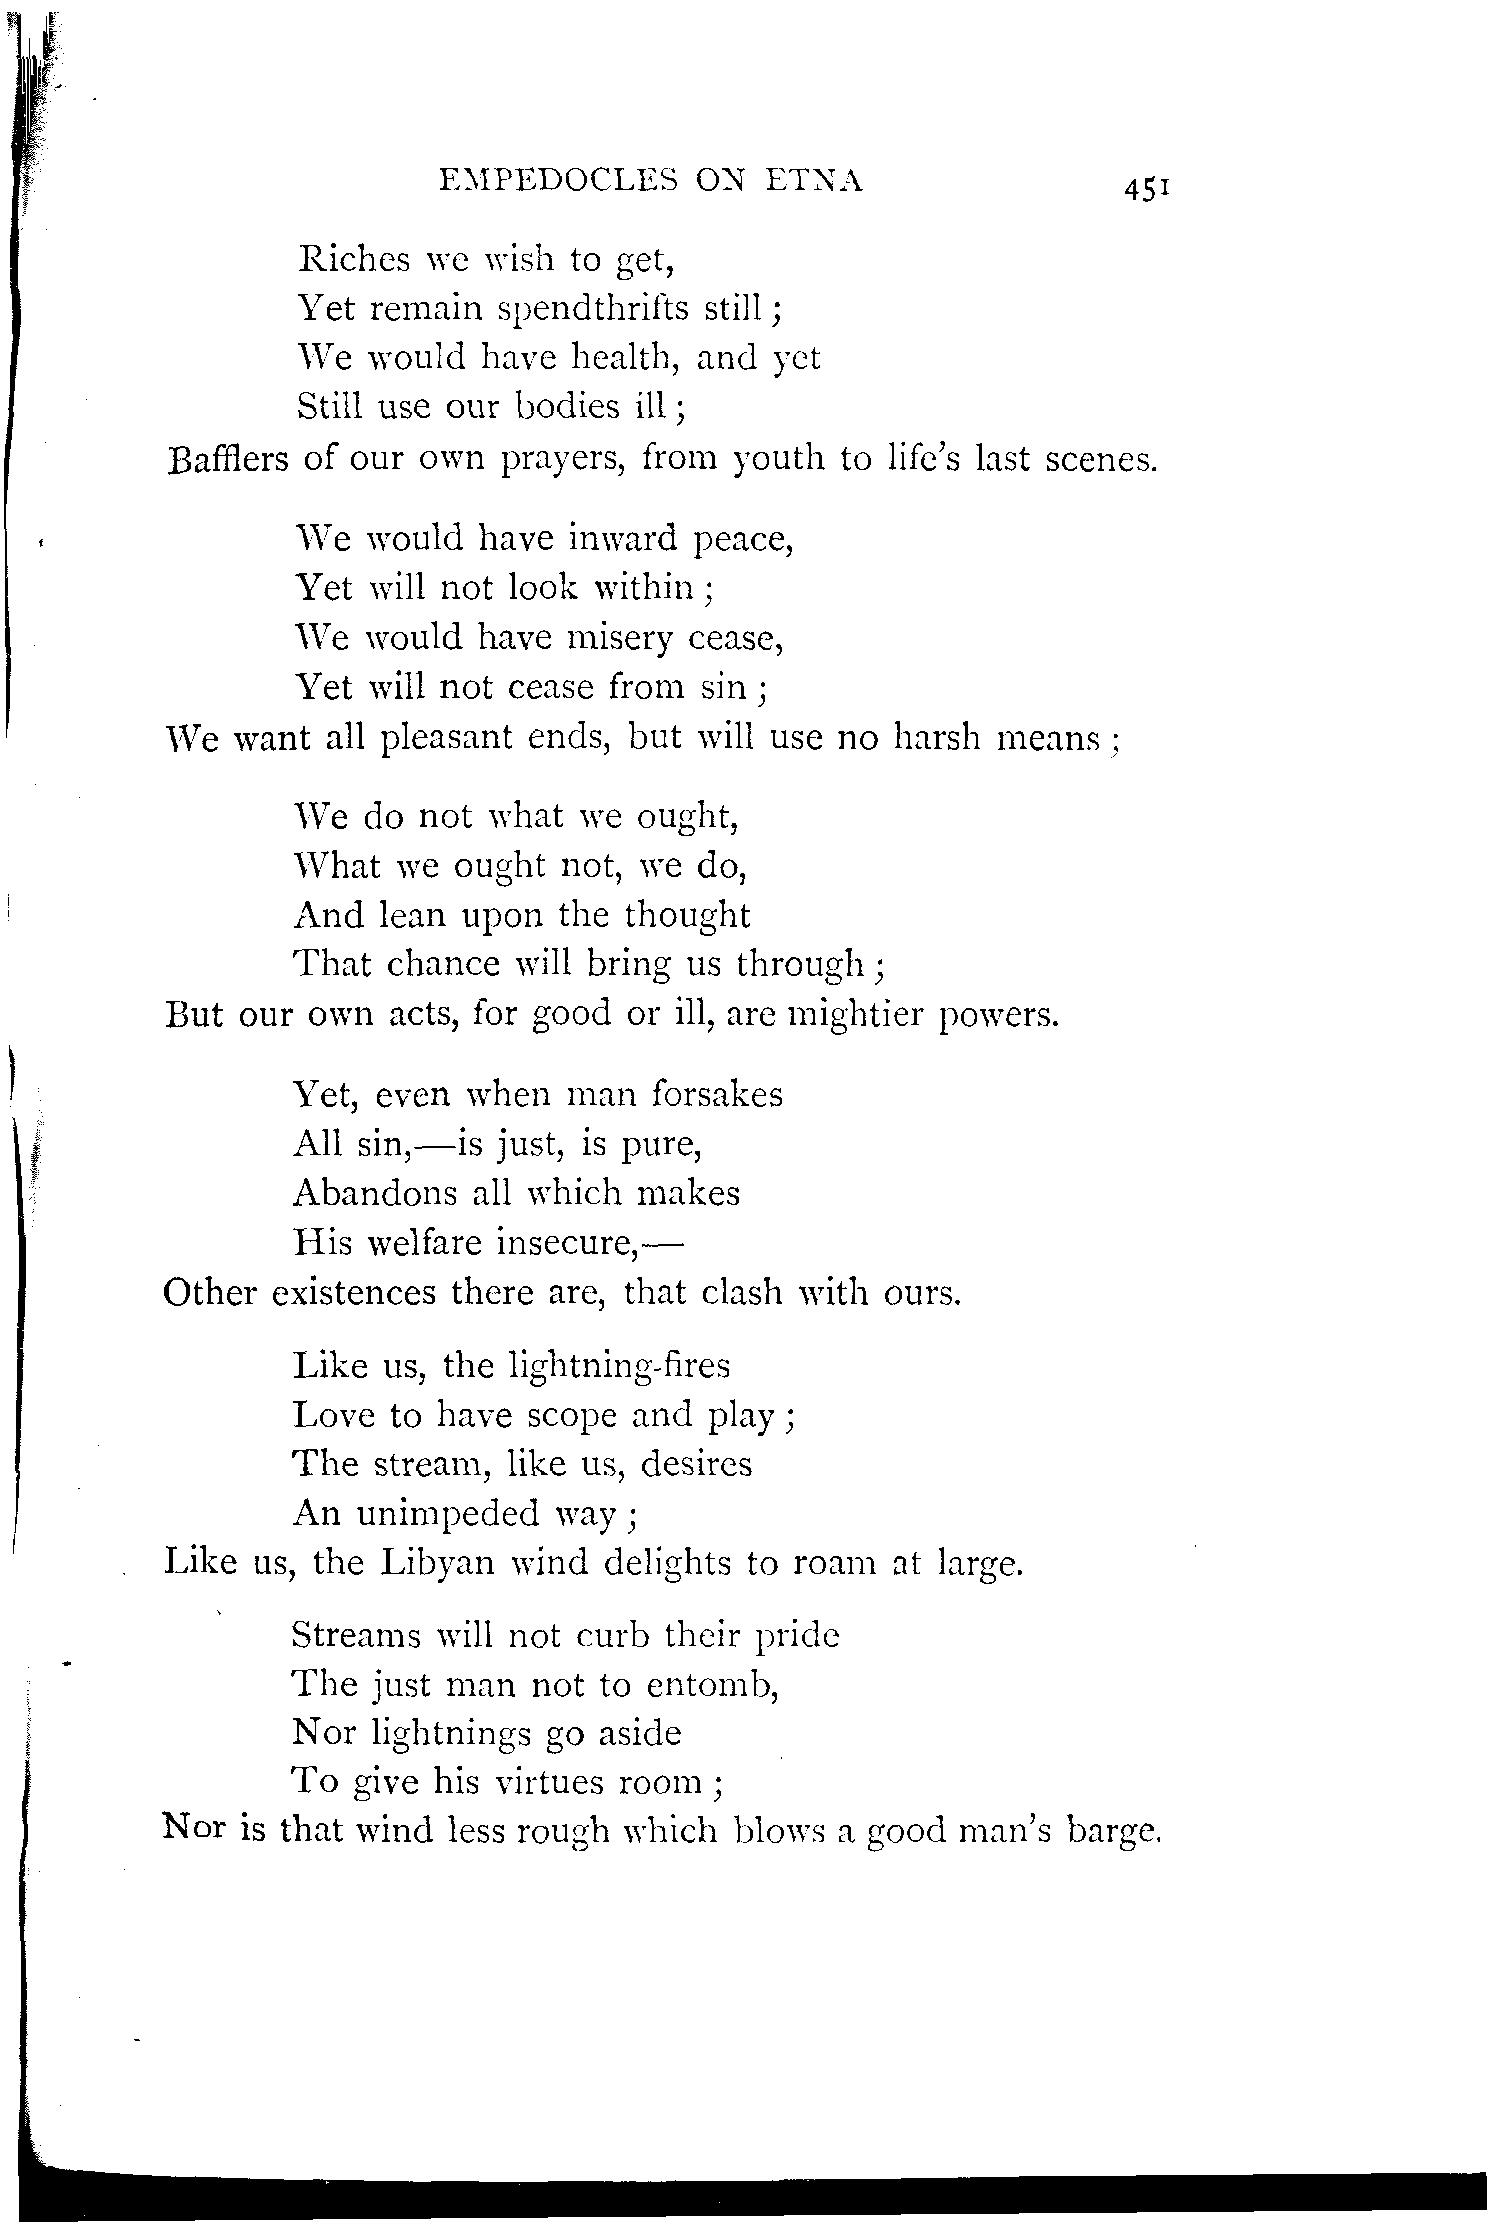 EMPEDOCLES ON ETNA 451
Riches we wish to get,
Yet remain spendthrifts still ;
We would have health, and yet
Still use our bodies ill ;
Bafflers of our own prayers, from youth to life's last scenes.
We would have inward peace,
Yet will not look within ;
We would have misery cease,
Yet will not cease from sin ;
We want all pleasant ends, but will use no harsh means ;
We do not what we ought,
What we ought not, we do,
And lean upon the thought
That chance will bring us through ;
But our own acts, for good or ill, are mightier powers.
Yet, even when man forsakes
All sin,—is just, is pure,
Abandons all which makes
His welfare insecure,—
Other existences there are, that clash with ours.
Like us, the lightning-fires
Love to have scope and play ;
The stream, like us, desires
An unimpeded way ;
Like us, the Libyan wind delights to roam at large.
Streams will not curb their pride
The just man not to entomb,
Nor lightnings go aside
To give his virtues room ;
Nor is that wind less rough which blows a good man's barge.